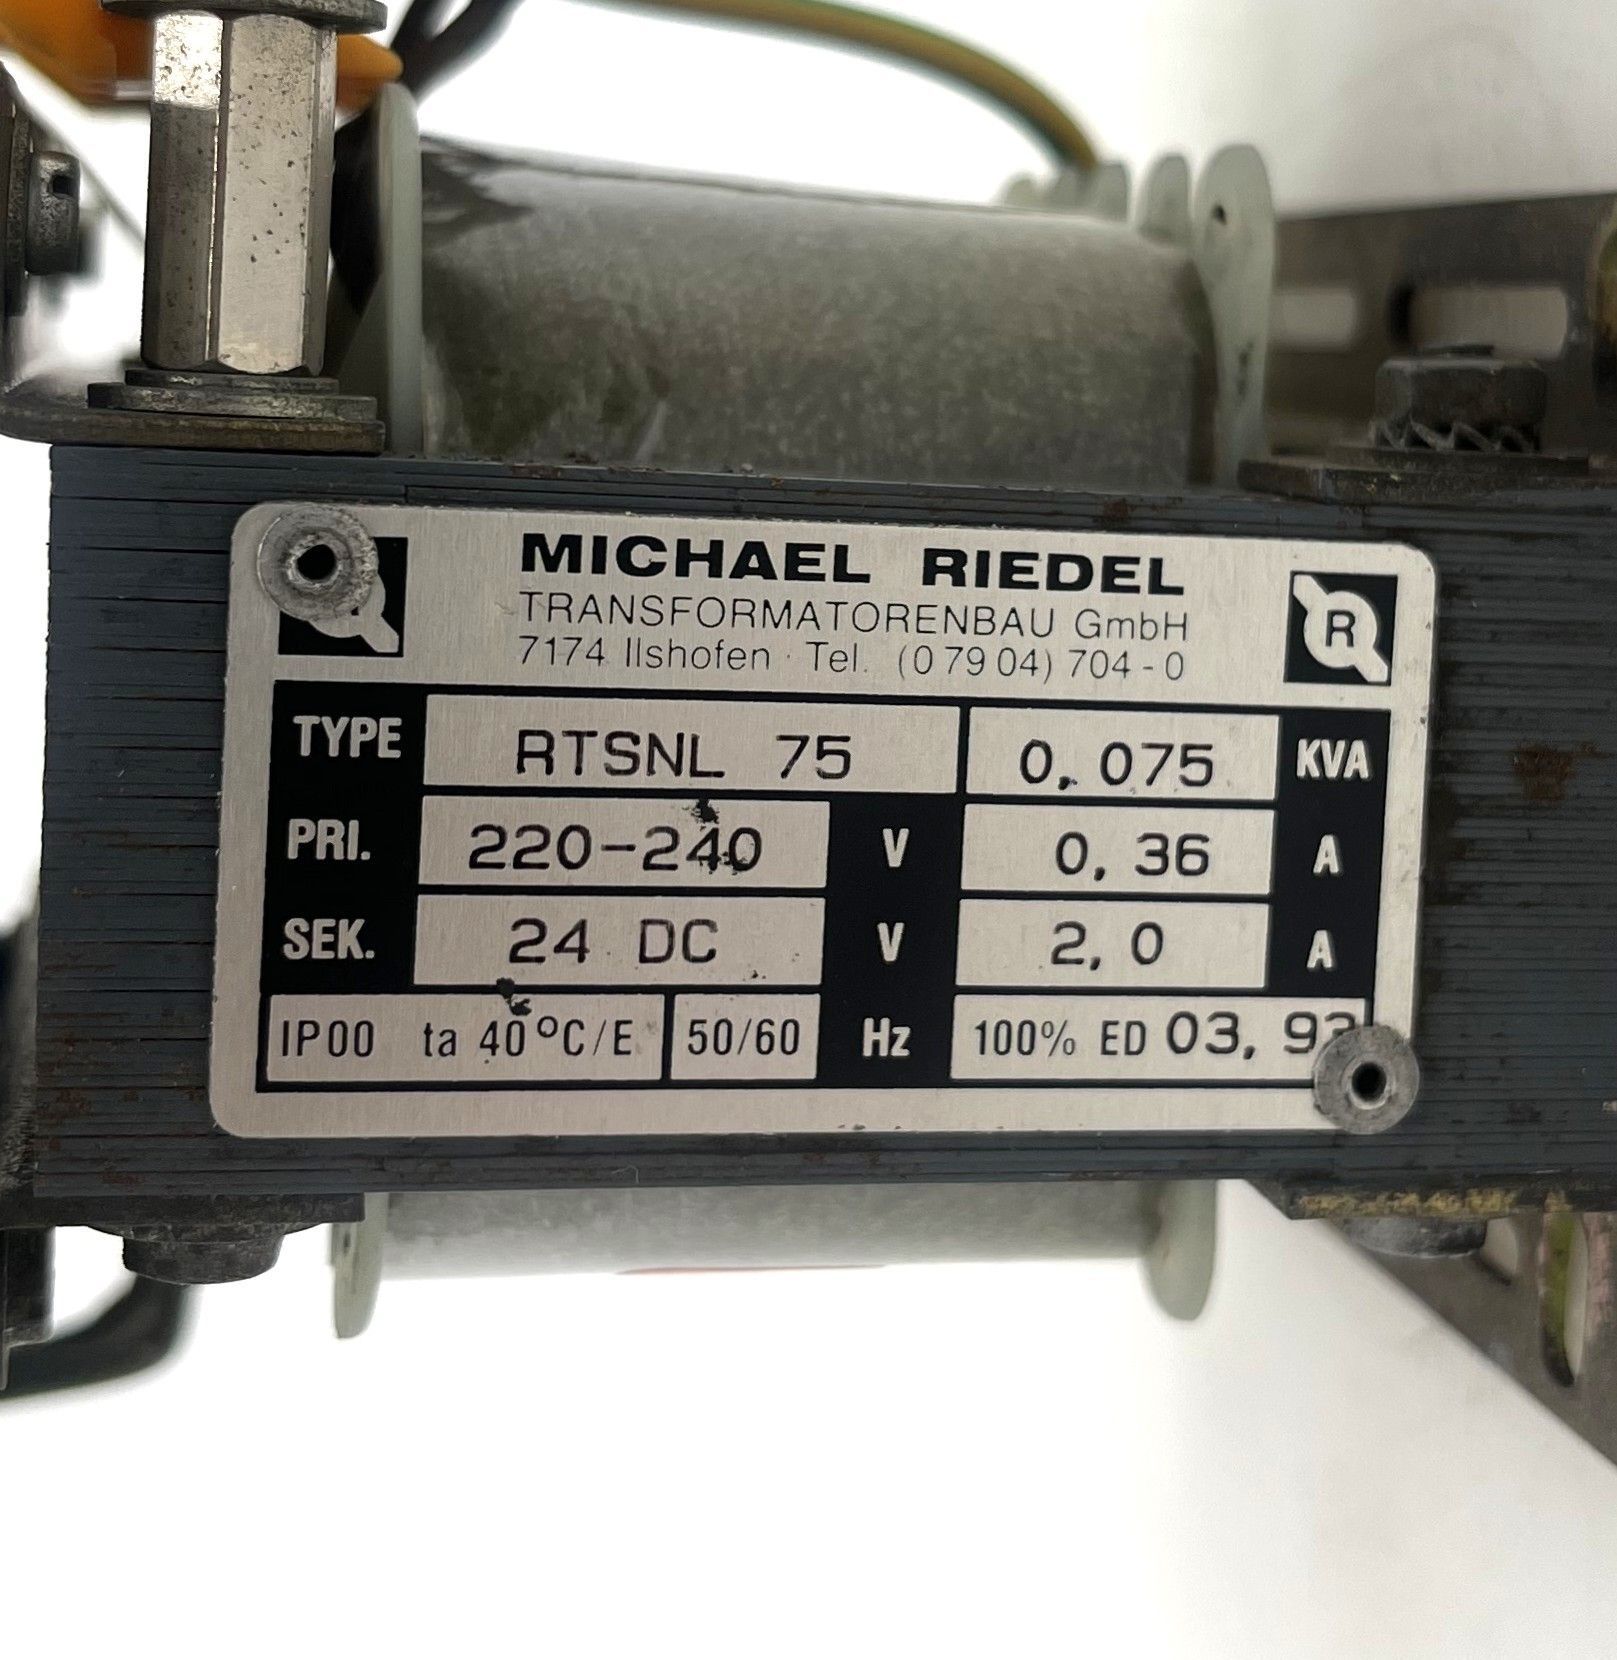 MICHAEL RIEDEL
TRANSFORMATORENBAU GmbH
7174 Ilshofen · Tel. (0 79 04) 704 - 0
R
TYPE RTSNL 75 0,075 KVA
PRI. 220-240 V 0,36 A
SEK. 24 DC V 2,0 A
IP00 ta 40°C/E 50/60 Hz 100% ED 03,